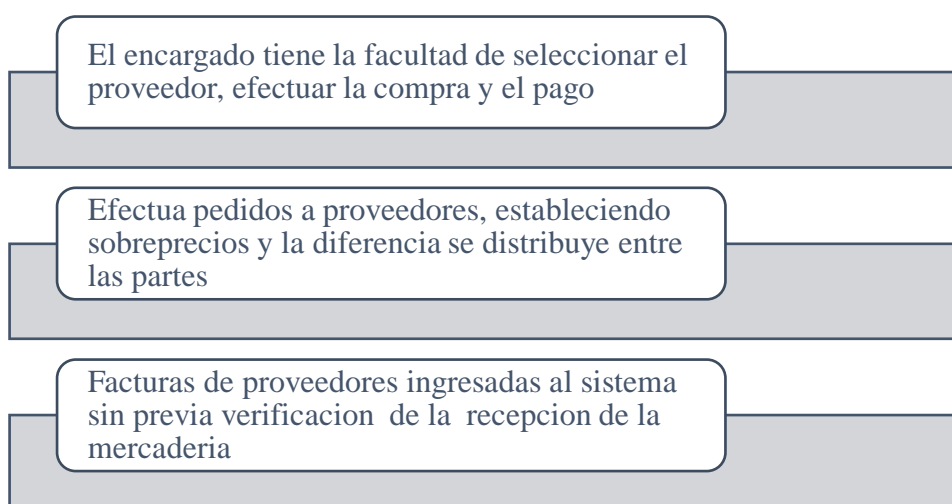 El encargado tiene la facultad de seleccionar el
proveedor, efectuar la compra y el pago
Efectua pedidos a proveedores, estableciendo
sobreprecios y la diferencia se distribuye entre
las partes
Facturas de proveedores ingresadas al sistema
sin previa verificacion de la recepcion de la
mercaderia